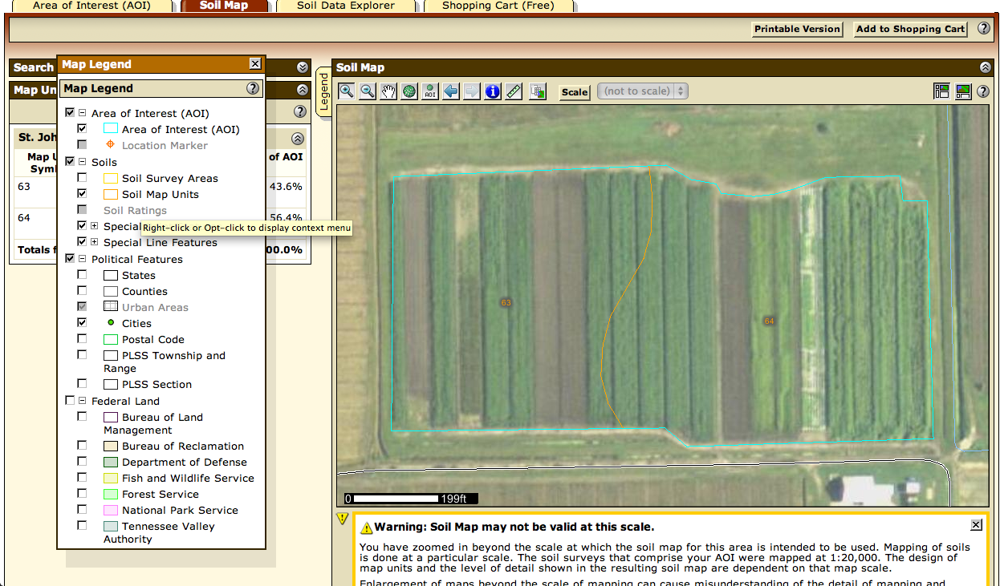 Area of Interest (AOI)
Soil Map
Soil Data Explorer
Shopping Cart (Free)
Printable Version
Add to Shopping Cart
?
Search
Map Un
?
St. Joh
Map U
Symb
of AOI
63
43.6%
64
56.4%
Totals f
00.0%
Map Legend
Map Legend
?
Area of Interest (AOI)
Area of Interest (AOI)
Location Marker
Soils
Soil Survey Areas
Soil Map Units
Soil Ratings
Special
Right-click or Opt-click to display context menu
Special Line Features
Political Features
States
Counties
Urban Areas
Cities
Postal Code
PLSS Township and
Range
PLSS Section
Federal Land
Bureau of Land
Management
Bureau of Reclamation
Department of Defense
Fish and Wildlife Service
Forest Service
National Park Service
Tennessee Valley
Authority
Legend
Soil Map
AOI
Scale
(not to scale)
?
63
64
0
199ft
Warning: Soil Map may not be valid at this scale.
You have zoomed in beyond the scale at which the soil map for this area is intended to be used. Mapping of soils
is done at a particular scale. The soil surveys that comprise your AOI were mapped at 1:20,000. The design of
map units and the level of detail shown in the resulting soil map are dependent on that map scale.
Enlargement of maps beyond the scale of mapping can cause misunderstanding of the detail of mapping and